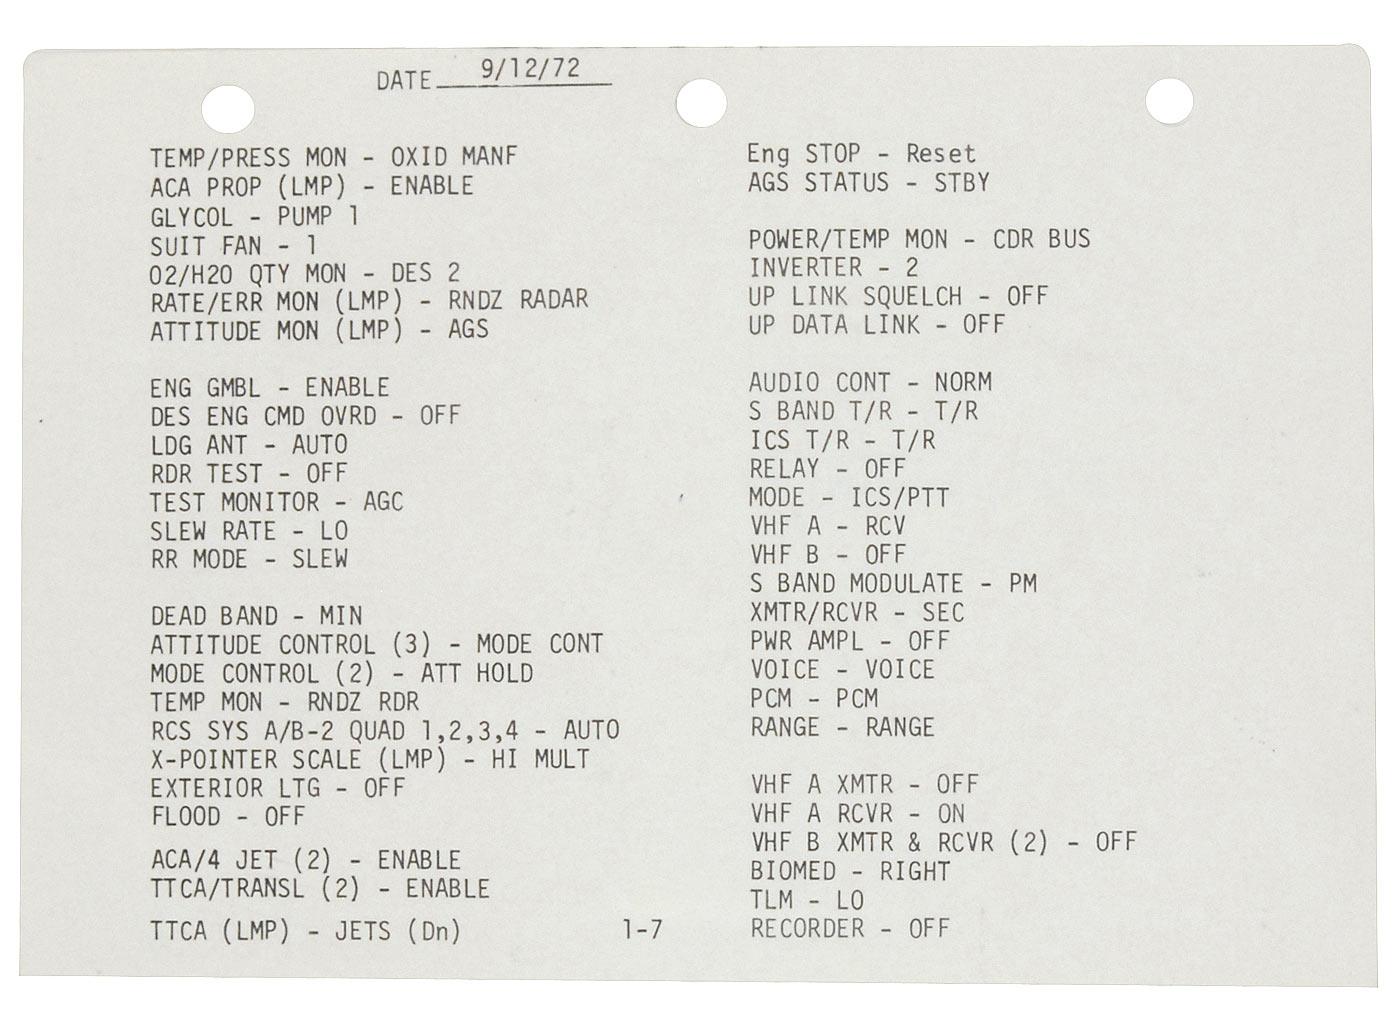 DATE 9/12/72
TEMP/PRESS MON - OXID MANF
ACA PROP (LMP) - ENABLE
GLYCOL - PUMP 1
SUIT FAN - 1
O2/H2O QTY MON - DES 2
RATE/ERR MON (LMP) - RNDZ RADAR
ATTITUDE MON (LMP) - AGS
ENG GMBL - ENABLE
DES ENG CMD OVRD - OFF
LDG ANT - AUTO
RDR TEST - OFF
TEST MONITOR - AGC
SLEW RATE - LO
RR MODE - SLEW
DEAD BAND - MIN
ATTITUDE CONTROL (3) - MODE CONT
MODE CONTROL (2) - ATT HOLD
TEMP MON - RNDZ RDR
RCS SYS A/B-2 QUAD 1,2,3,4 - AUTO
X-POINTER SCALE (LMP) - HI MULT
EXTERIOR LTG - OFF
FLOOD - OFF
ACA/4 JET (2) - ENABLE
TTCA/TRANSL (2) - ENABLE
TTCA (LMP) - JETS (Dn)
Eng STOP - Reset
AGS STATUS - STBY
POWER/TEMP MON - CDR BUS
INVERTER - 2
UP LINK SQUELCH - OFF
UP DATA LINK - OFF
AUDIO CONT - NORM
S BAND T/R - T/R
ICS T/R - T/R
RELAY - OFF
MODE - ICS/PTT
VHF A - RCV
VHF B - OFF
S BAND MODULATE - PM
XMTR/RCVR - SEC
PWR AMPL - OFF
VOICE - VOICE
PCM - PCM
RANGE - RANGE
VHF A XMTR - OFF
VHF A RCVR - ON
VHF B XMTR & RCVR (2) - OFF
BIOMED - RIGHT
TLM - LO
RECORDER - OFF
1-7